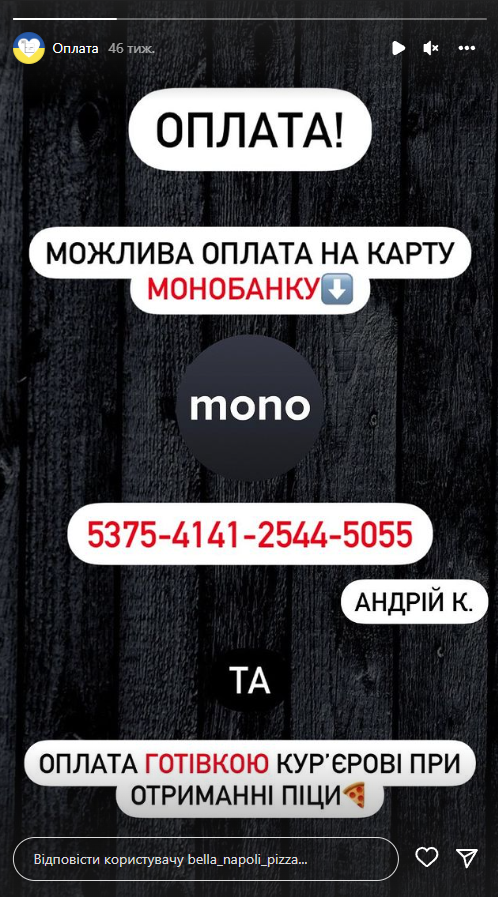 Оплата 46 тиж.
ОПЛАТА!
МОЖЛИВА ОПЛАТА НА КАРТУ
МОНОБАНКУ⬇️
mono
5375-4141-2544-5055
АНДРІЙ К.
ТА
ОПЛАТА ГОТІВКОЮ КУР’ЄРОВІ ПРИ
ОТРИМАННІ ПІЦИ🍕
Відповісти користувачу bella_napoli_pizza...